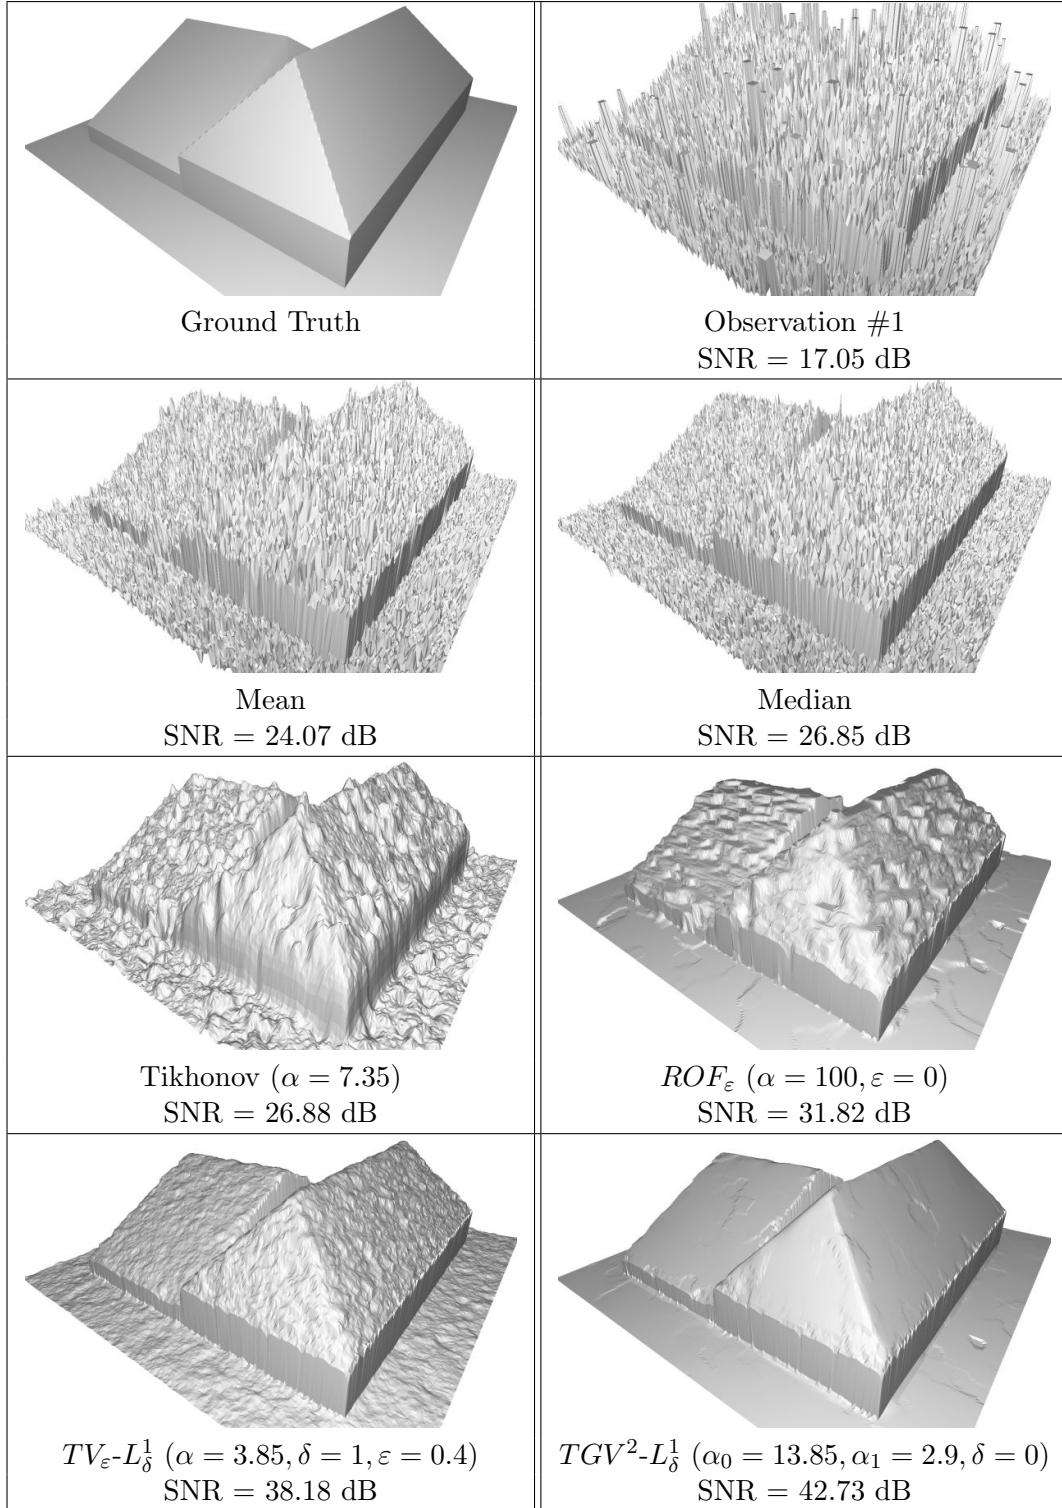 Ground Truth
Observation #1
SNR = 17.05 dB
Mean
SNR = 24.07 dB
Median
SNR = 26.85 dB
Tikhonov (α = 7.35)
SNR = 26.88 dB
ROF_ε (α = 100, ε = 0)
SNR = 31.82 dB
TV_ε-L^1_δ (α = 3.85, δ = 1, ε = 0.4)
SNR = 38.18 dB
TGV^2-L^1_δ (α_0 = 13.85, α_1 = 2.9, δ = 0)
SNR = 42.73 dB